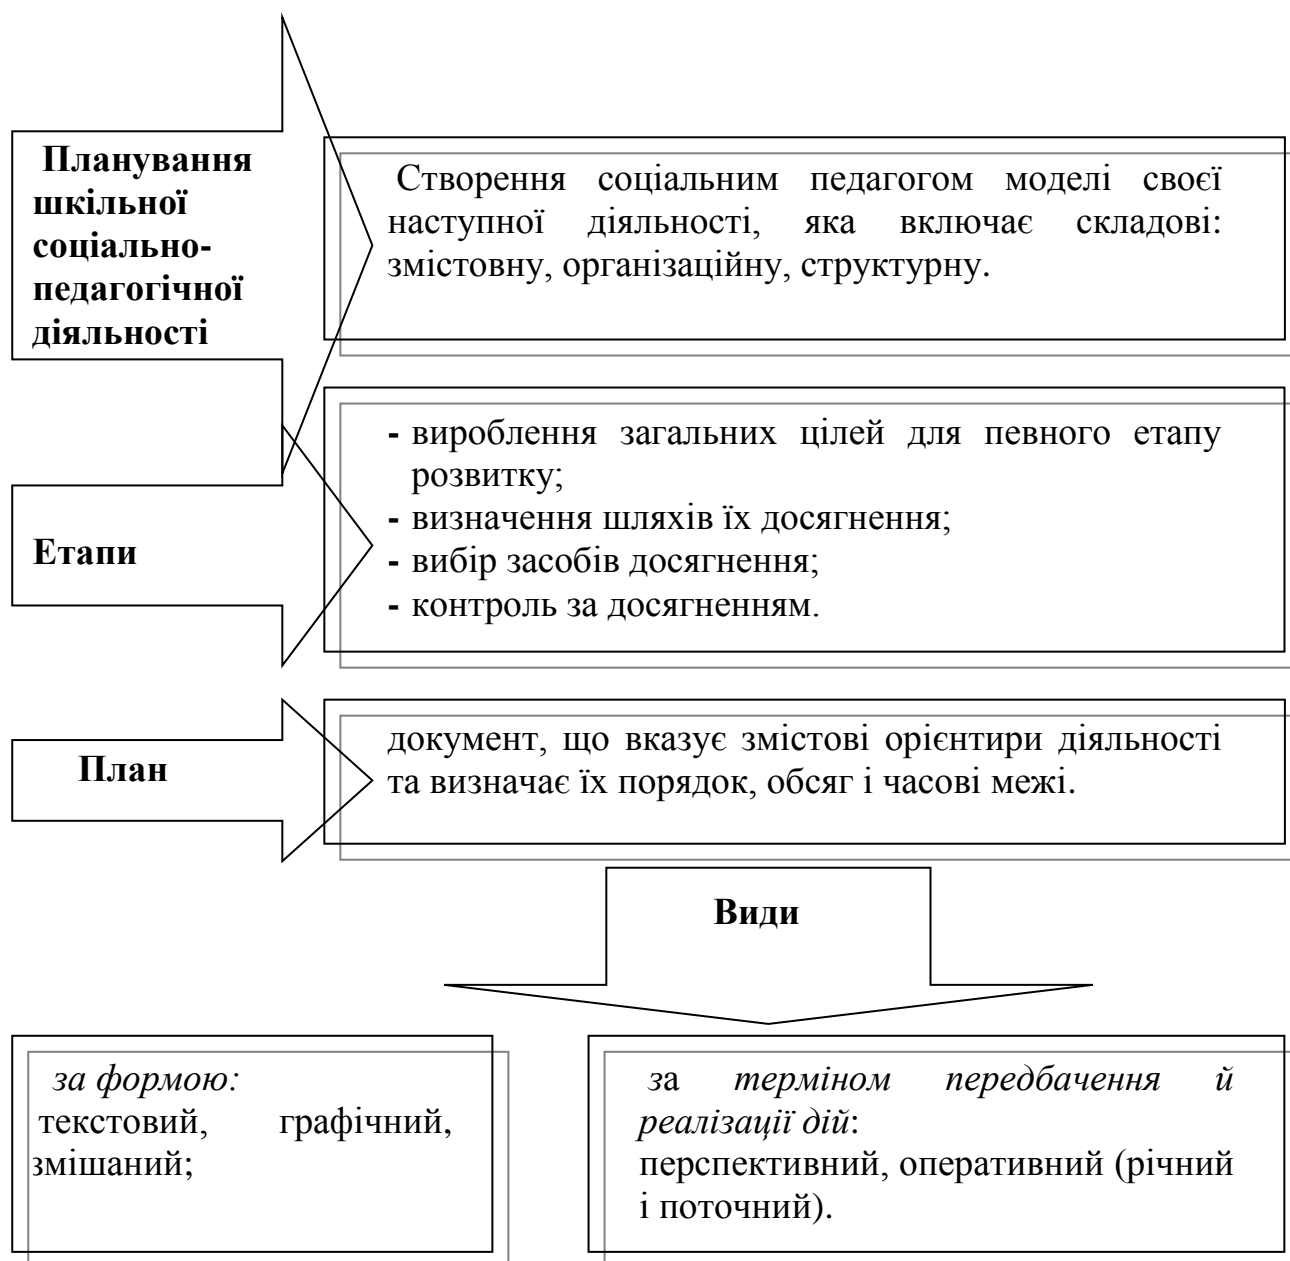 Планування
шкільної
соціально-
педагогічної
діяльності
Створення соціальним педагогом моделі своєї
наступної діяльності, яка включає складові:
змістовну, організаційну, структурну.
Етапи
- вироблення загальних цілей для певного етапу
розвитку;
- визначення шляхів їх досягнення;
- вибір засобів досягнення;
- контроль за досягненням.
План
документ, що вказує змістові орієнтири діяльності
та визначає їх порядок, обсяг і часові межі.
Види
за формою:
текстовий, графічний,
змішаний;
за терміном передбачення й
реалізації дій:
перспективний, оперативний (річний
і поточний).